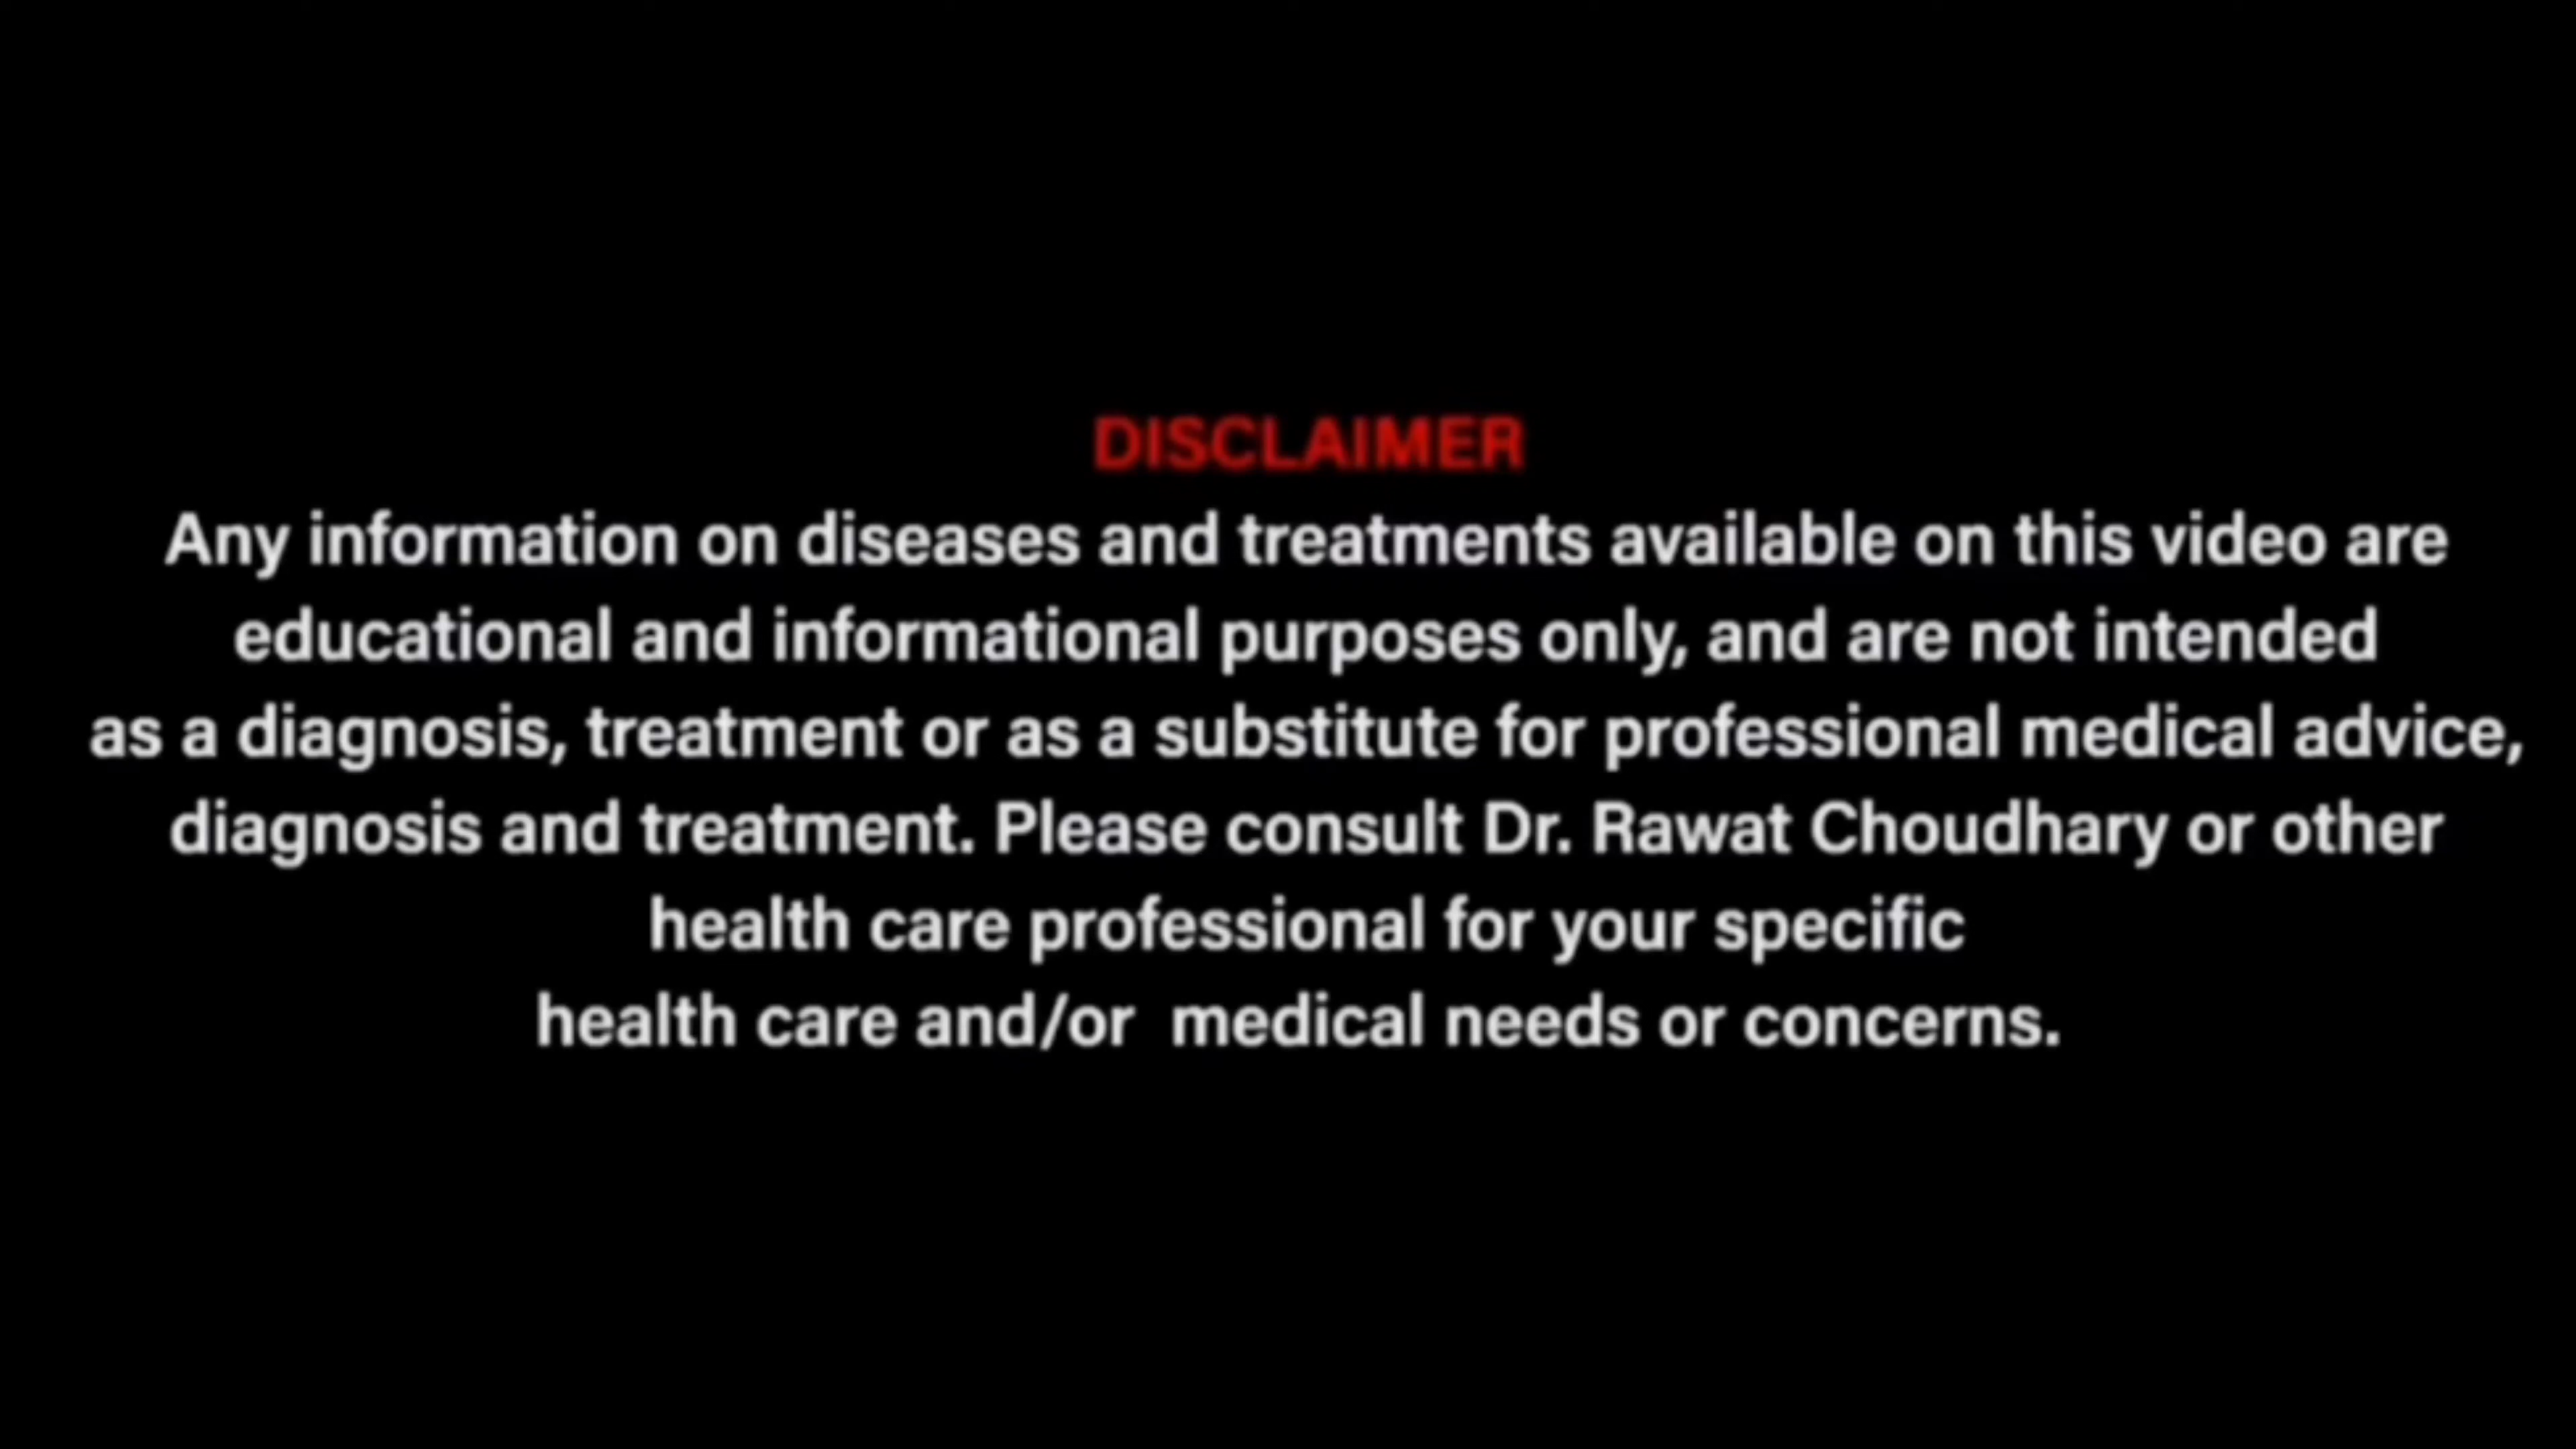 DISCLAIMER
Any information on diseases and treatments available on this video are
educational and informational purposes only, and are not intended
as a diagnosis, treatment or as a substitute for professional medical advice,
diagnosis and treatment. Please consult Dr. Rawat Choudhary or other
health care professional for your specific
health care and/or  medical needs or concerns.